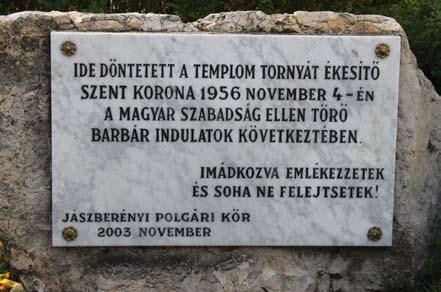 IDE DÖNTETETT A TEMPLOM TORNYÁT ÉKESÍTŐ
SZENT KORONA 1956 NOVEMBER 4-ÉN
A MAGYAR SZABADSÁG ELLEN TÖRŐ
BARBÁR INDULATOK KÖVETKEZTÉBEN.
IMÁDKOZVA EMLÉKEZZETEK
ÉS SOHA NE FELEJTSETEK!
JÁSZBERÉNYI POLGÁRI KÖR
2003 NOVEMBER